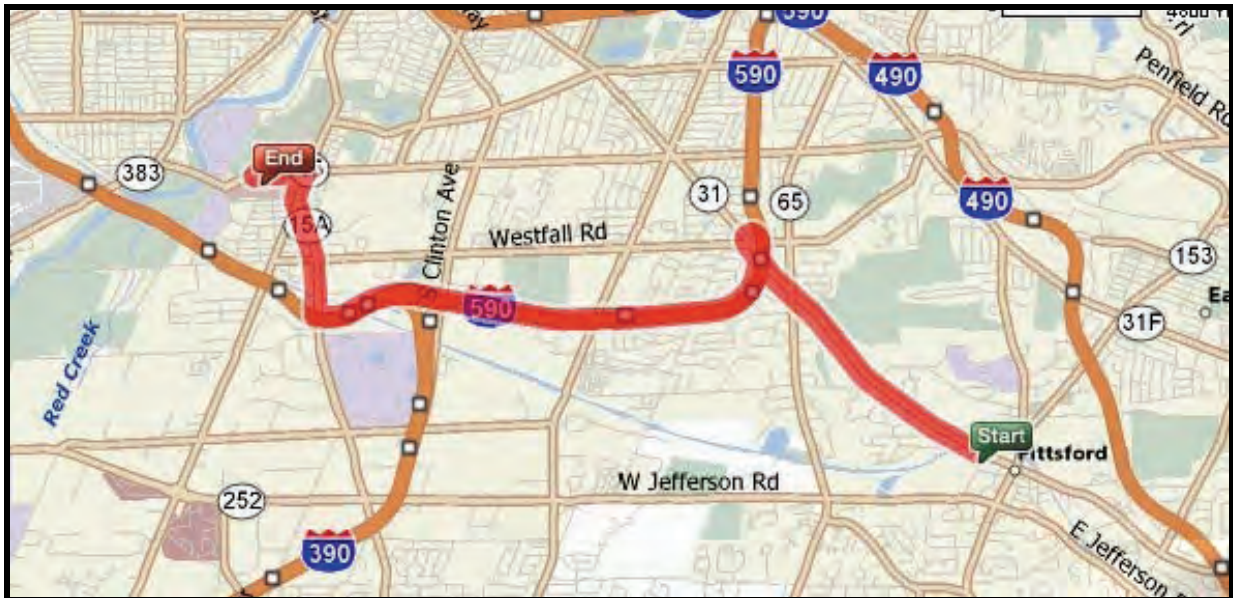 590
490
Penfield Rd
383
End
31
65
490
15A
S Clinton Ave
Westfall Rd
153
590
31F
Red Creek
Start
Pittsford
W Jefferson Rd
252
390
E Jefferson